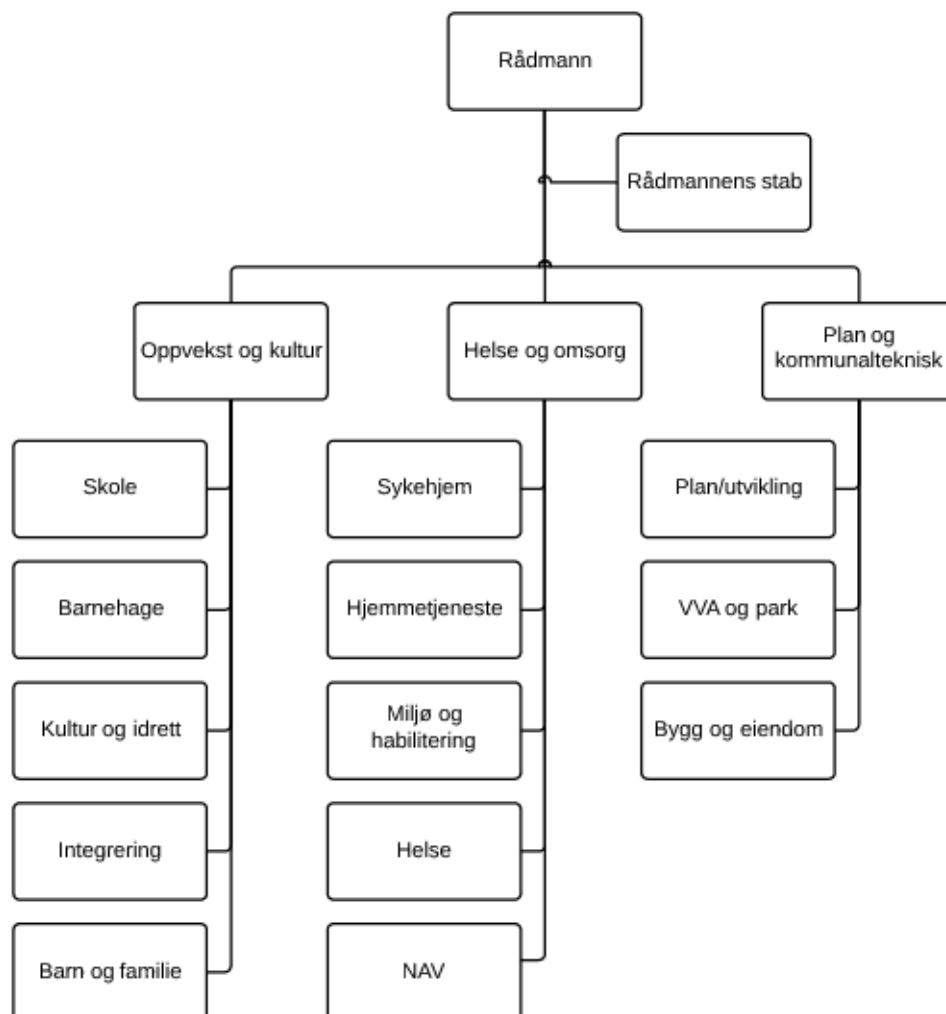 Rådmann
Rådmannens stab
Oppvekst og kultur
Helse og omsorg
Plan og
kommunalteknisk
Skole
Sykehjem
Plan/utvikling
Barnehage
Hjemmetjeneste
VVA og park
Kultur og idrett
Miljø og
habilitering
Bygg og eiendom
Integrering
Helse
Barn og familie
NAV